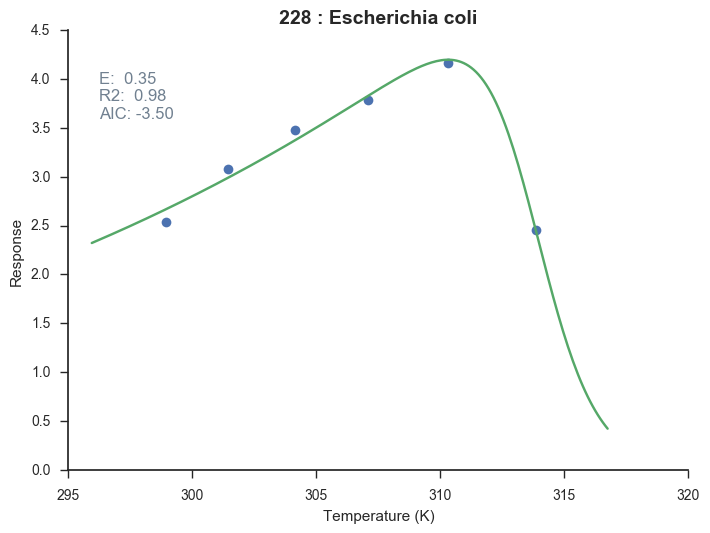 228 : Escherichia coli
E:  0.35
R2:  0.98
AIC: -3.50
Response
4.5
4.0
3.5
3.0
2.5
2.0
1.5
1.0
0.5
0.0
295 300 305 310 315 320
Temperature (K)